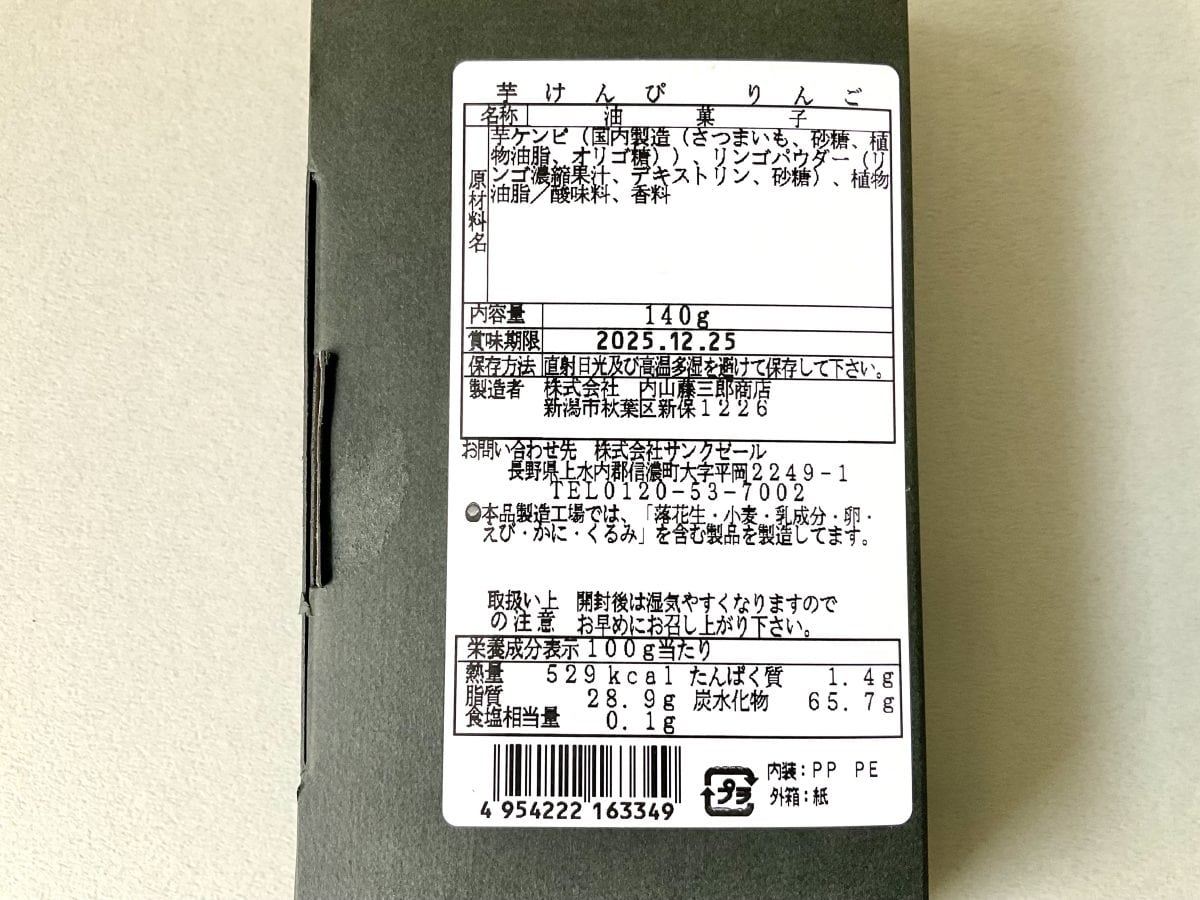 芋けんぴ　りんご
名称　油菓子
原材料名
芋ケンピ（国内製造（さつまいも、砂糖、植
物油脂、オリゴ糖））、リンゴパウダー（リ
ンゴ濃縮果汁、デキストリン、砂糖）、植物
油脂／酸味料、香料
内容量　140g
賞味期限　2025.12.25
保存方法　直射日光及び高温多湿を避けて保存して下さい。
製造者　株式会社　内山藤三郎商店
新潟市秋葉区新保１２２６
お問い合わせ先　株式会社サンクゼール
長野県上水内郡信濃町大字平岡２２４９－１
ＴＥＬ０１２０－５３－７００２
●本品製造工場では、「落花生・小麦・乳成分・卵・
えび・かに・くるみ」を含む製品を製造してます。
取扱い上　開封後は湿気やすくなりますので
の注意　お早めにお召し上がり下さい。
栄養成分表示１００ｇ当たり
熱量　５２９ｋｃａｌ　たんぱく質　１．４ｇ
脂質　２８．９ｇ　炭水化物　６５．７ｇ
食塩相当量　０．１ｇ
4 954222 163349
プラ
内装：ＰＰ　ＰＥ
外箱：紙